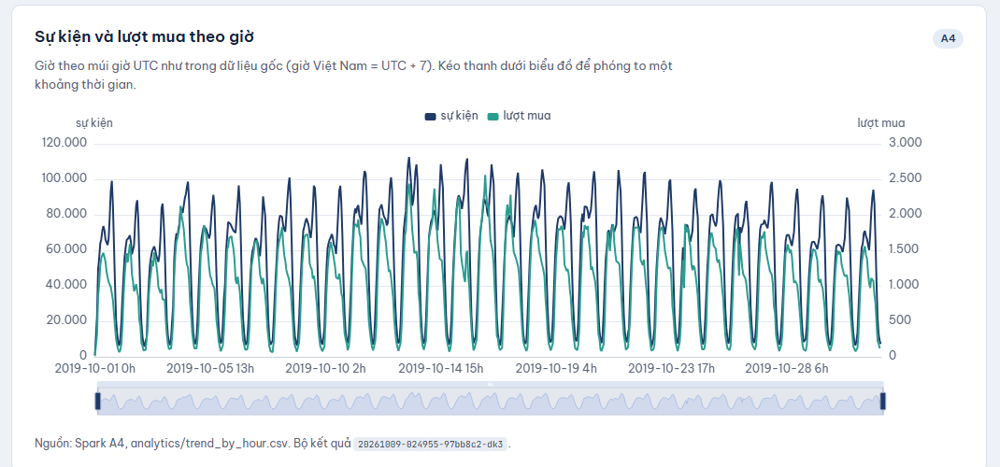 Sự kiện và lượt mua theo giờ
A4
Giờ theo múi giờ UTC như trong dữ liệu gốc (giờ Việt Nam = UTC + 7). Kéo thanh dưới biểu đồ để phóng to một
khoảng thời gian.
sự kiện lượt mua
sự kiện
lượt mua
120.000 3.000
100.000 2.500
80.000 2.000
60.000 1.500
40.000 1.000
20.000 500
0 0
2019-10-01 0h 2019-10-05 13h 2019-10-10 2h 2019-10-14 15h 2019-10-19 4h 2019-10-23 17h 2019-10-28 6h
Nguồn: Spark A4, analytics/trend_by_hour.csv. Bộ kết quả 20261009-024955-97bb8c2-dk3.